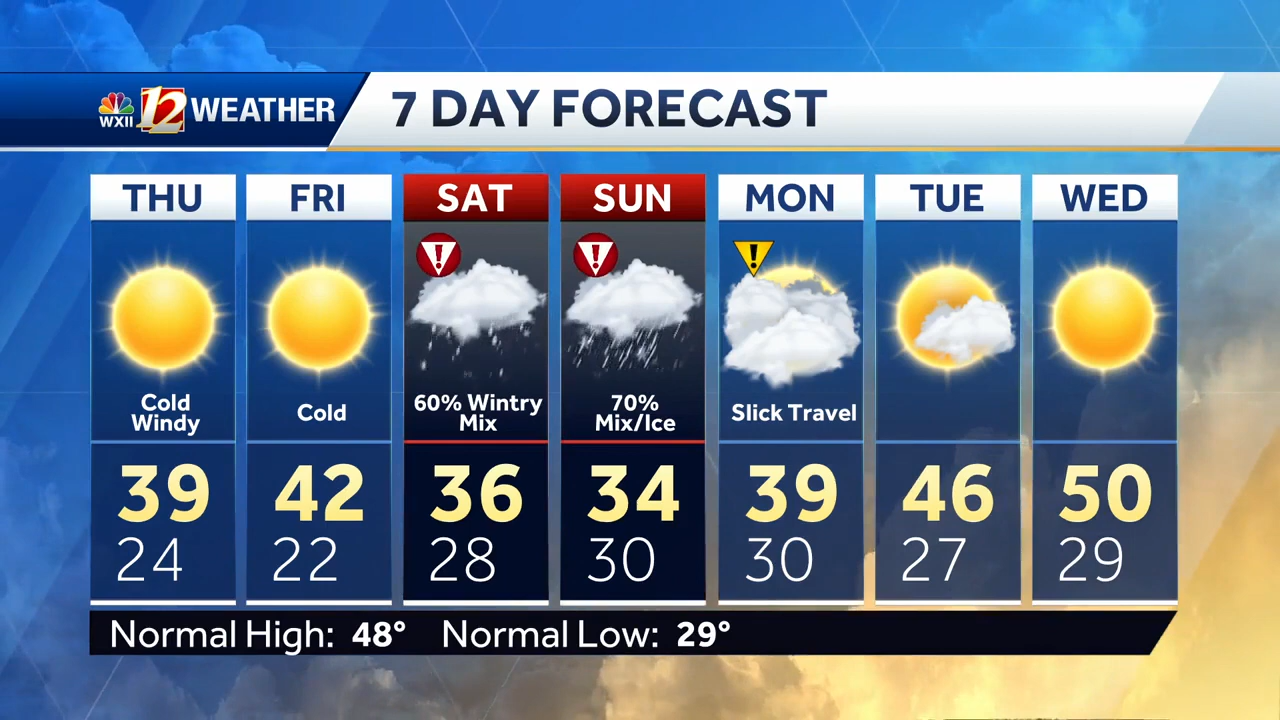 WXII 12 WEATHER
7 DAY FORECAST
THU FRI SAT SUN MON TUE WED
! ! !
Cold
Windy
Cold
60% Wintry
Mix
70%
Mix/Ice
Slick Travel
39 42 36 34 39 46 50
24 22 28 30 30 27 29
Normal High: 48° Normal Low: 29°